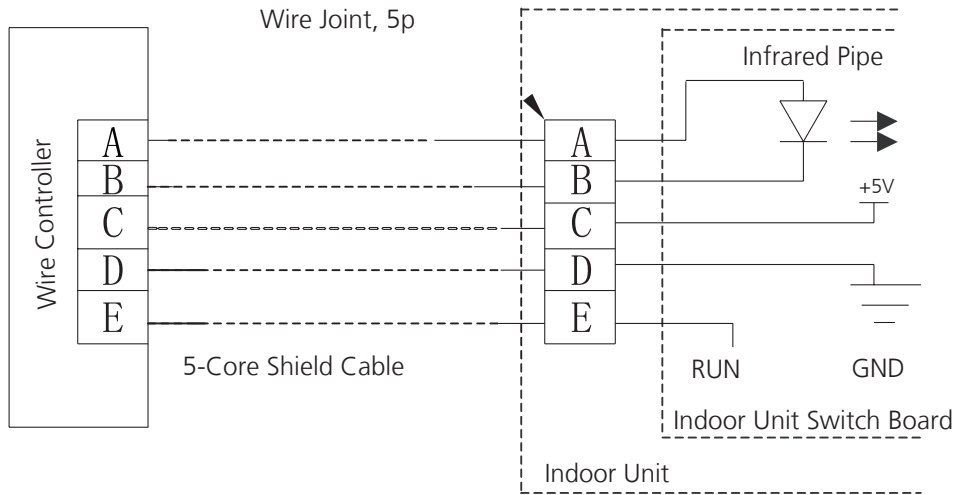 Wire Joint, 5p
Infrared Pipe
Wire Controller
A
B
C
D
E
A
B
C
D
E
+5V
5-Core Shield Cable
RUN
GND
Indoor Unit Switch Board
Indoor Unit